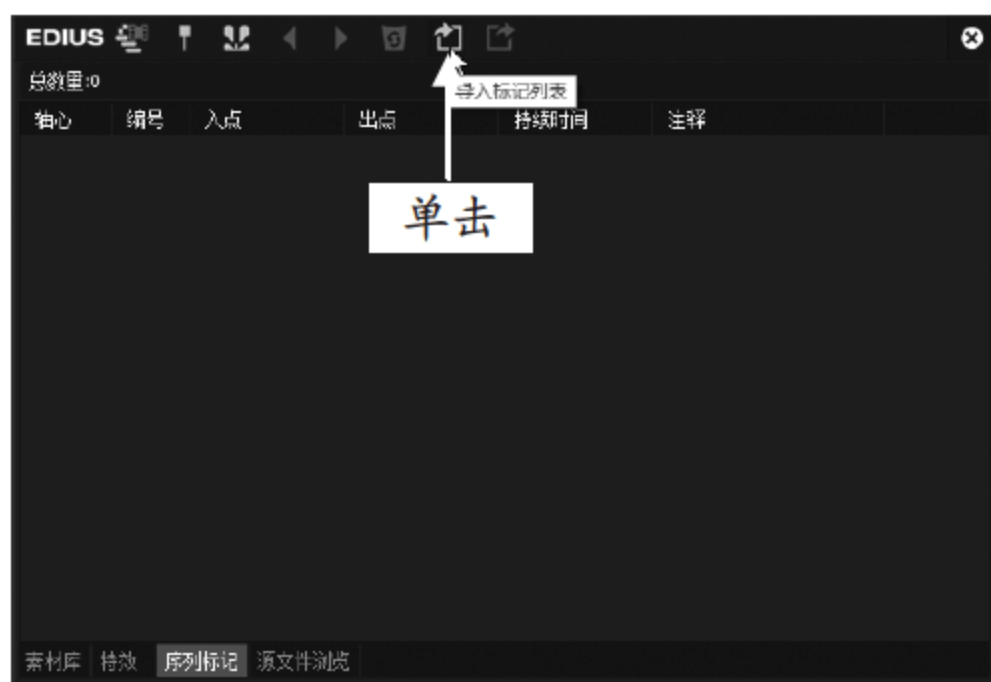 EDIUS
总数量:0
导入标记列表
轴心 编号 入点 出点 持续时间 注释
单击
素材库 特效 序列标记 源文件浏览